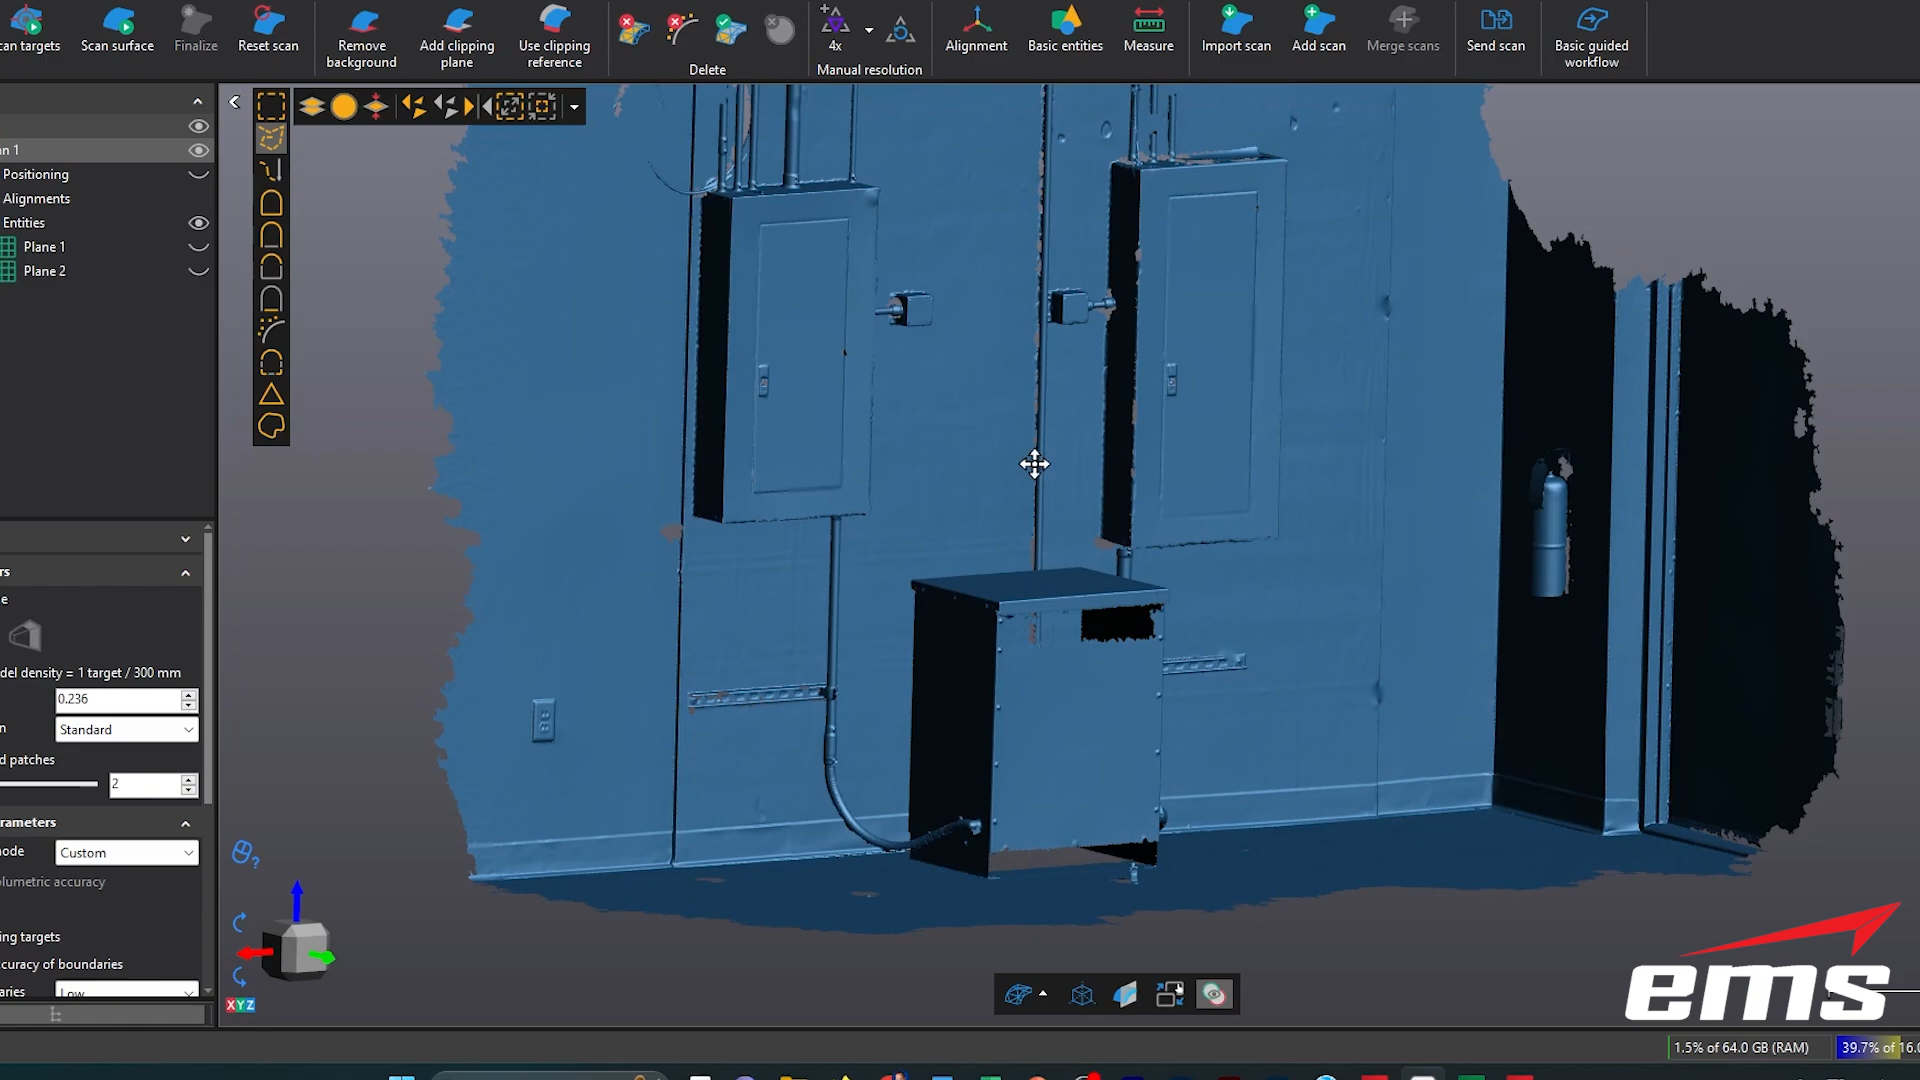 can targets
Scan surface
Finalize
Reset scan
Remove background
Add clipping plane
Use clipping reference
Delete
4x
Manual resolution
Alignment
Basic entities
Measure
Import scan
Add scan
Merge scans
Send scan
Basic guided workflow
an 1
Positioning
Alignments
Entities
Plane 1
Plane 2
rs
e
del density = 1 target / 300 mm
0.236
n
Standard
d patches
2
rameters
ode
Custom
olumetric accuracy
ing targets
curacy of boundaries
aries
Low
?
XYZ
ems
1.5% of 64.0 GB (RAM)
39.7% of 16.0